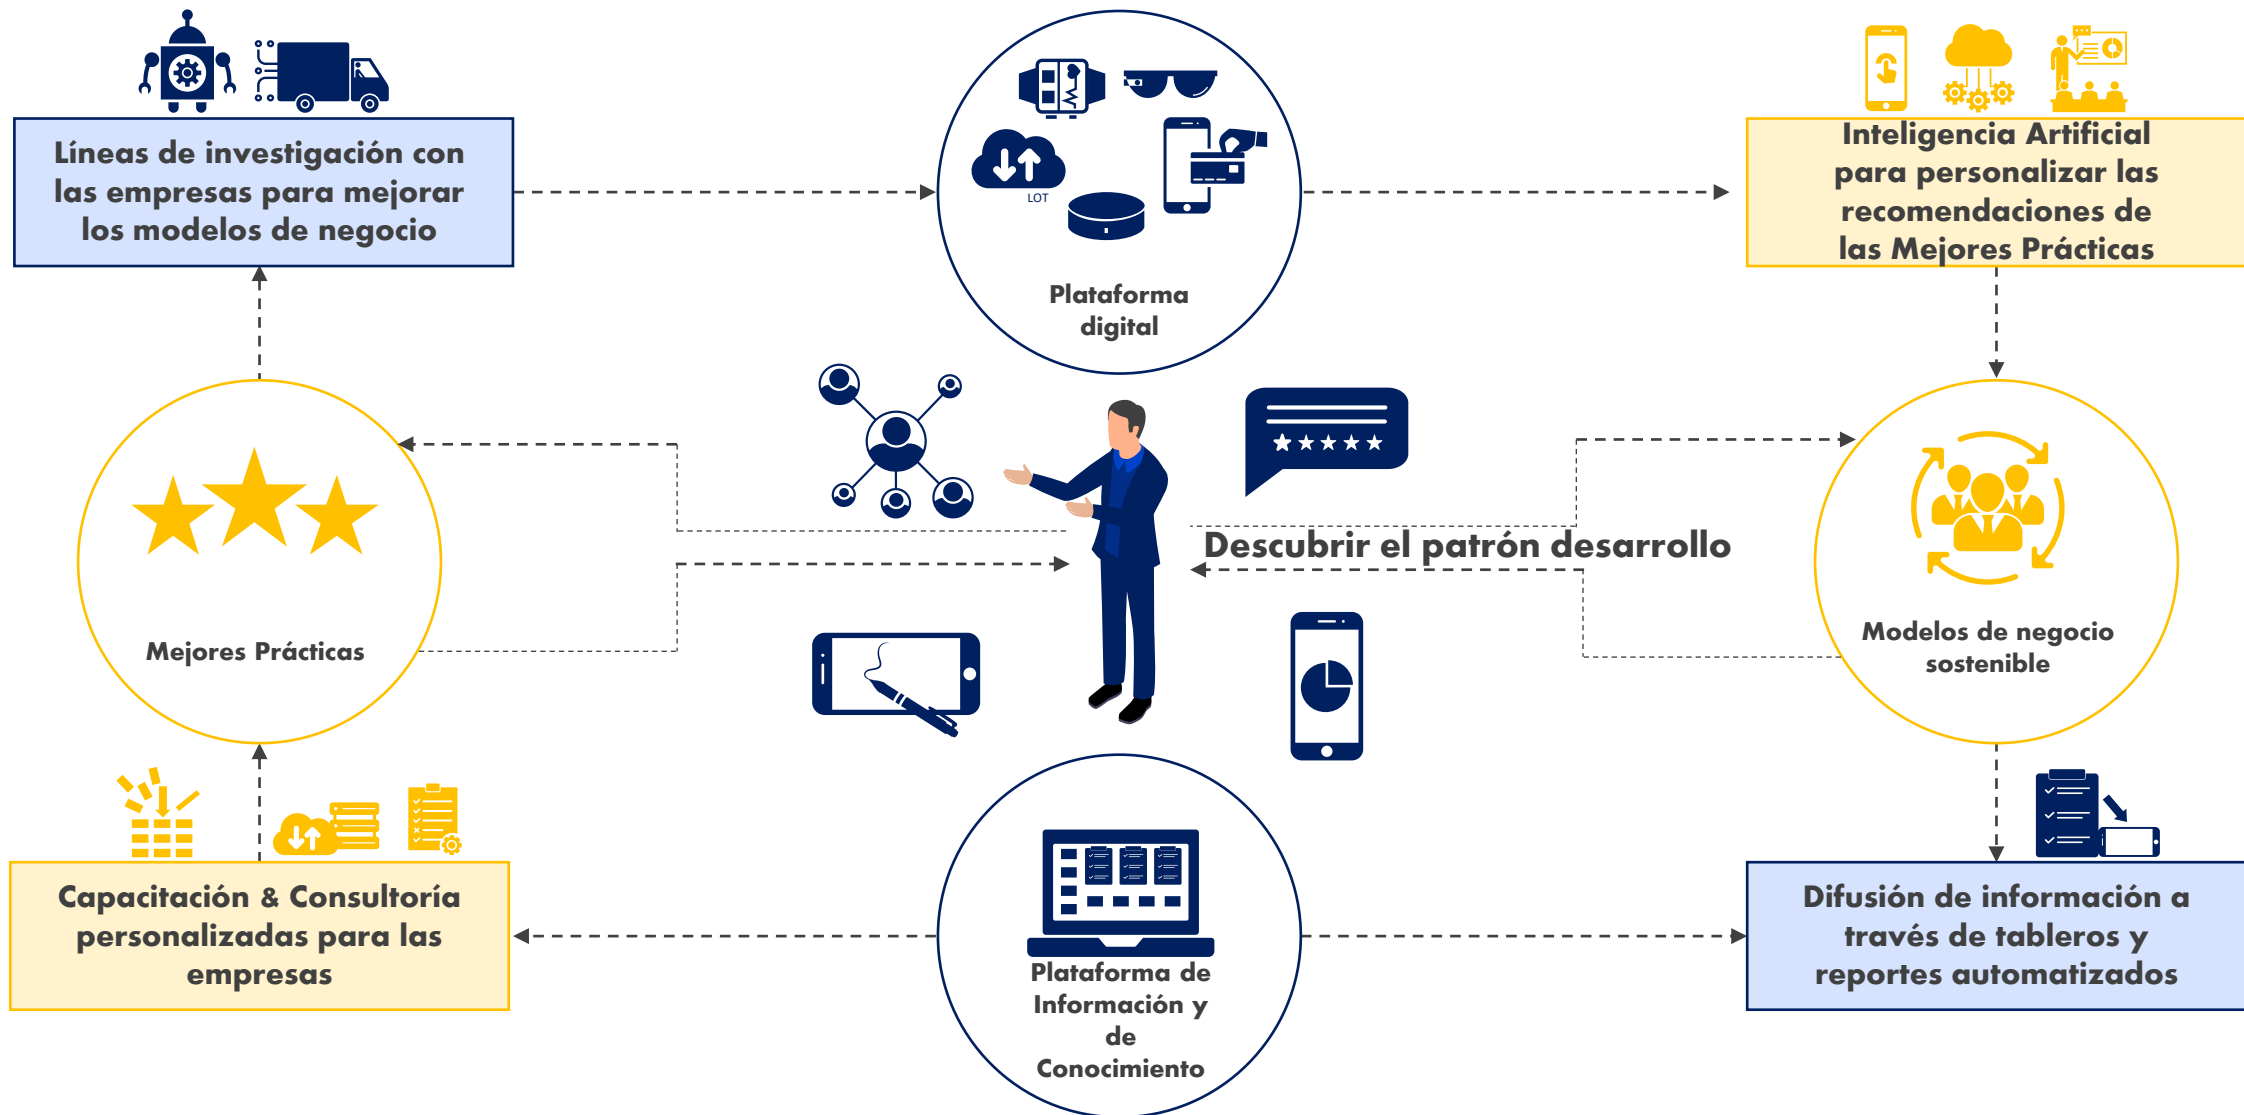 Líneas de investigación con
las empresas para mejorar
los modelos de negocio
LOT
Plataforma
digital
Inteligencia Artificial
para personalizar las
recomendaciones de
las Mejores Prácticas
Mejores Prácticas
Descubrir el patrón desarrollo
Modelos de negocio
sostenible
Capacitación & Consultoría
personalizadas para las
empresas
Plataforma de
Información y
de
Conocimiento
Difusión de información a
través de tableros y
reportes automatizados